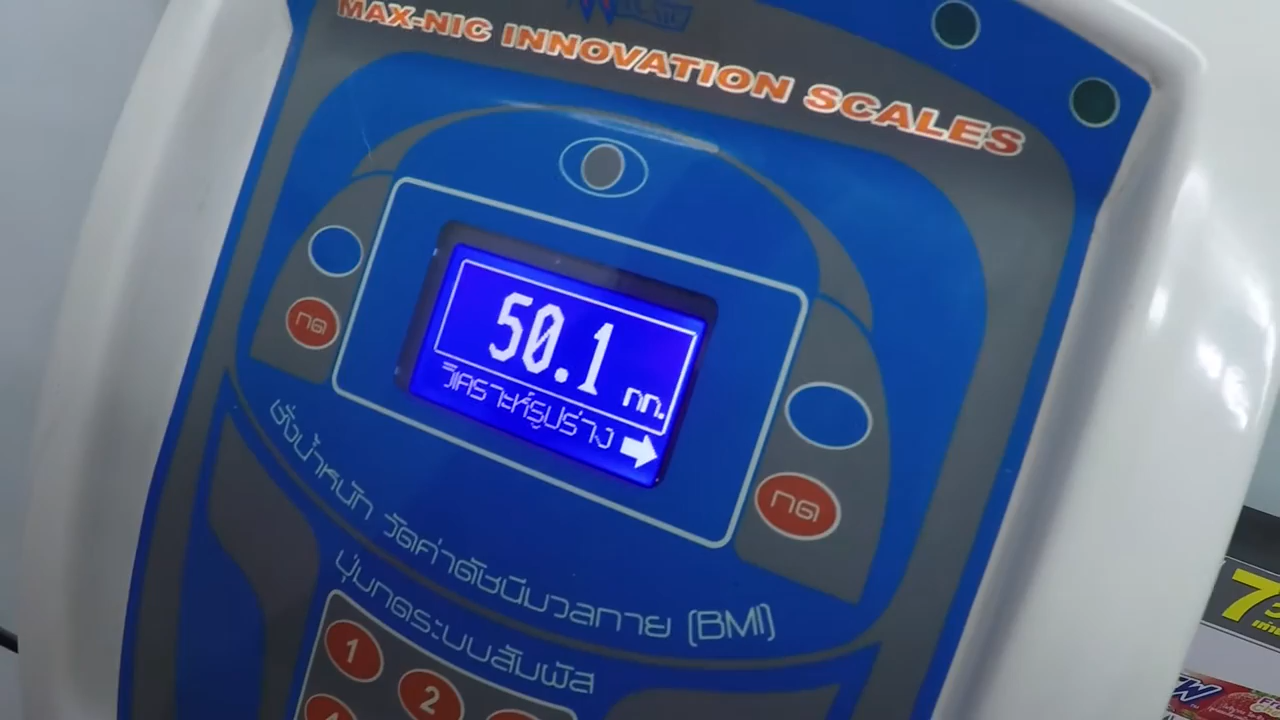 MAX-NIC INNOVATION SCALES
กด
50.1 กก.
วิเคราะห์รูปร่าง
กด
ชั่งน้ำหนัก วัดค่าดัชนีมวลกาย (BMI)
ปุ่มกดระบบสัมผัส
1
2
4
7